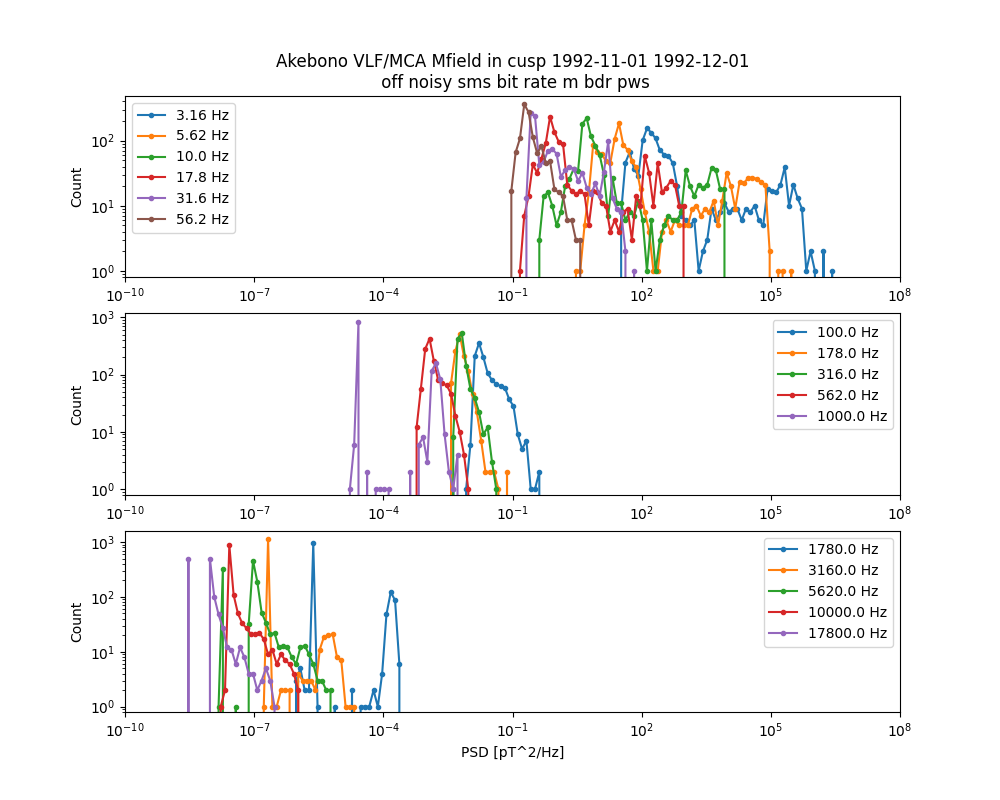 Akebono VLF/MCA Mfield in cusp 1992-11-01 1992-12-01
off noisy sms bit rate m bdr pws
Count
10^2
10^1
10^0
3.16 Hz
5.62 Hz
10.0 Hz
17.8 Hz
31.6 Hz
56.2 Hz
10^−10 10^−7 10^−4 10^−1 10^2 10^5 10^8
Count
10^3
10^2
10^1
10^0
100.0 Hz
178.0 Hz
316.0 Hz
562.0 Hz
1000.0 Hz
10^−10 10^−7 10^−4 10^−1 10^2 10^5 10^8
Count
10^3
10^2
10^1
10^0
1780.0 Hz
3160.0 Hz
5620.0 Hz
10000.0 Hz
17800.0 Hz
10^−10 10^−7 10^−4 10^−1 10^2 10^5 10^8
PSD [pT^2/Hz]